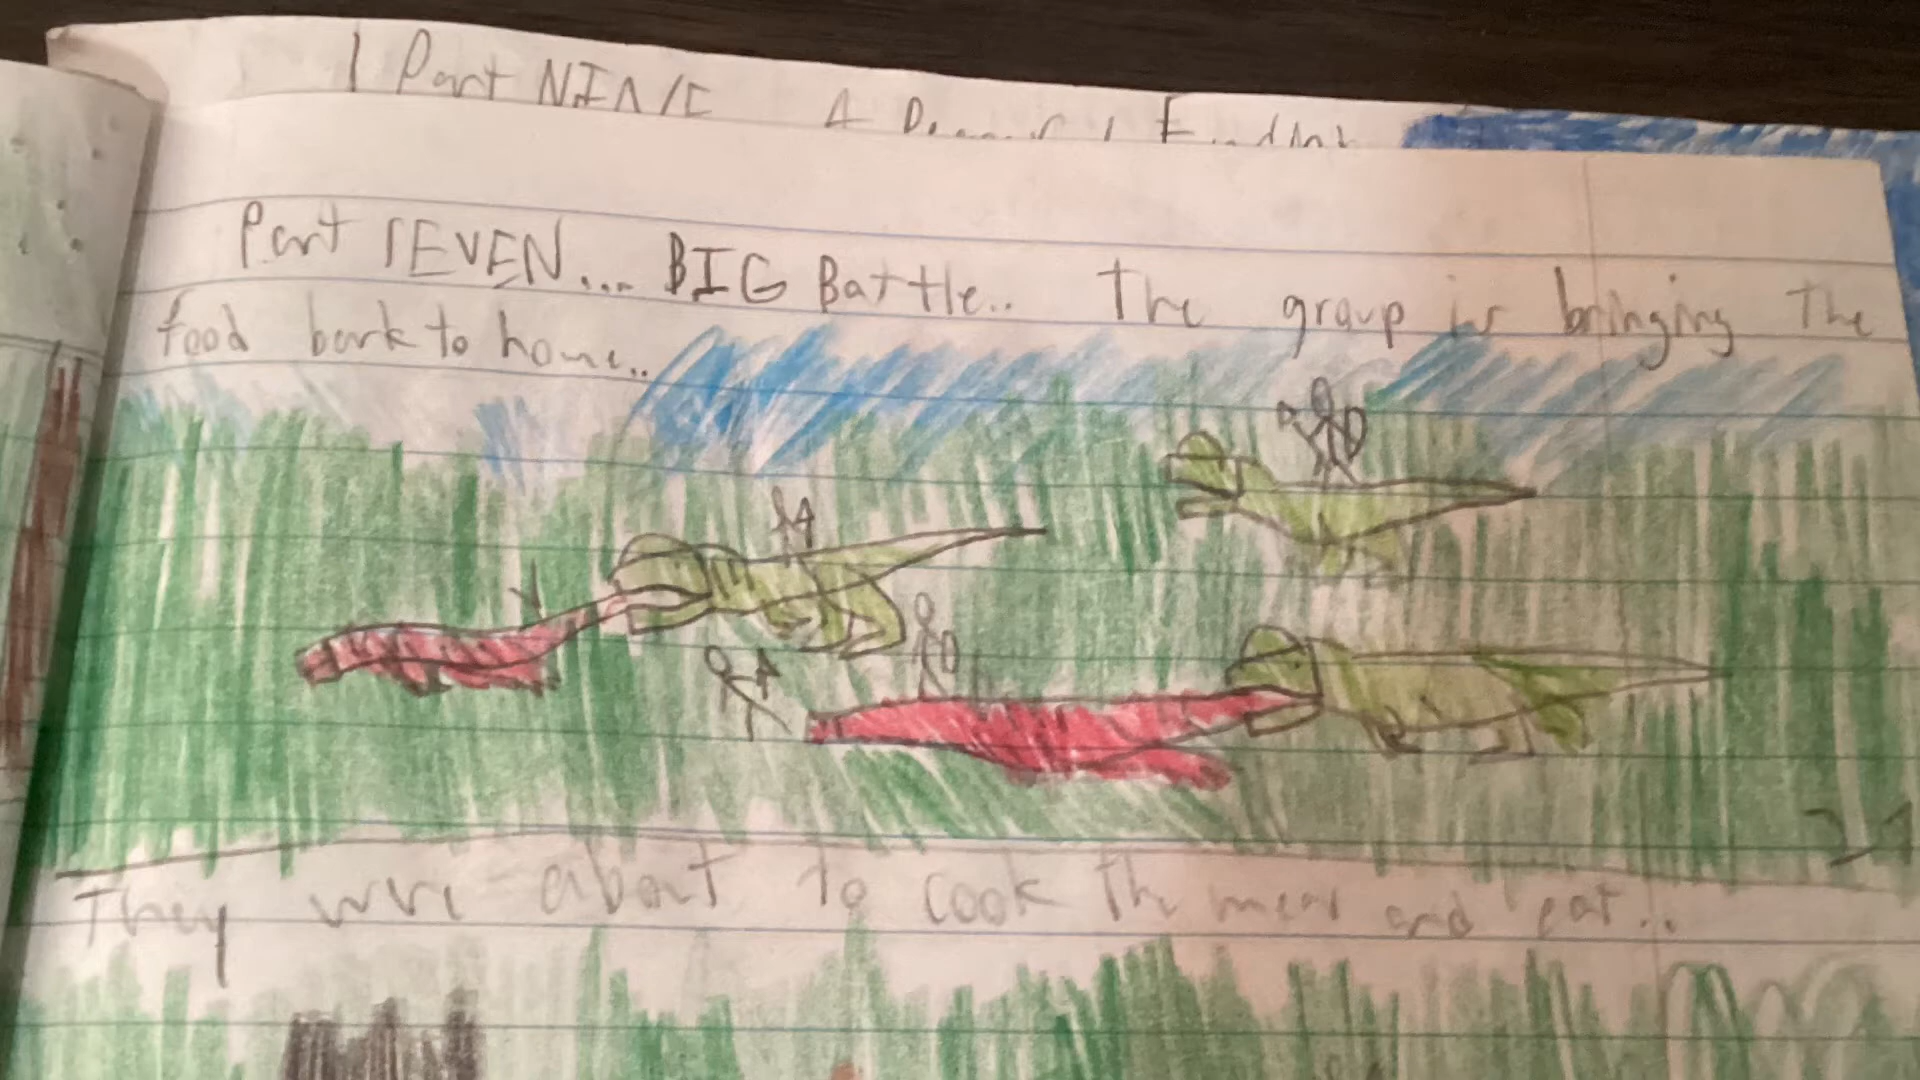 Part NINE A
Part SEVEN... BIG Battle.. The group is bringing the
food back to home..
21
They were about to cook the meat and eat..